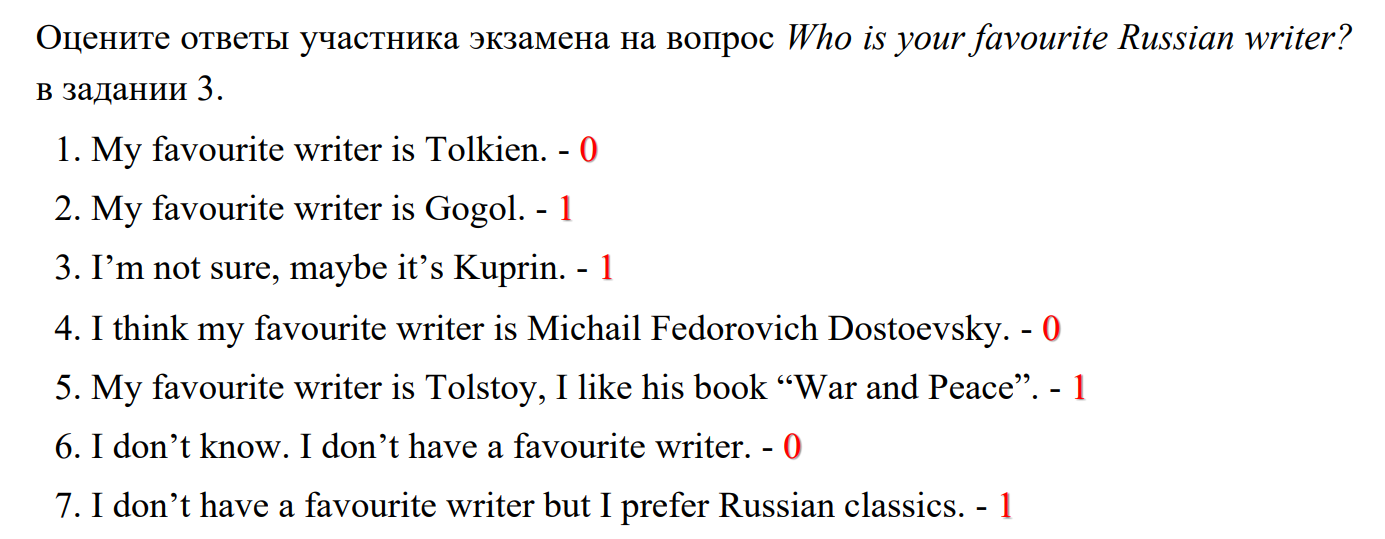 Оцените ответы участника экзамена на вопрос Who is your favourite Russian writer?
в задании 3.
1. My favourite writer is Tolkien. - 0
2. My favourite writer is Gogol. - 1
3. I’m not sure, maybe it’s Kuprin. - 1
4. I think my favourite writer is Michail Fedorovich Dostoevsky. - 0
5. My favourite writer is Tolstoy, I like his book “War and Peace”. - 1
6. I don’t know. I don’t have a favourite writer. - 0
7. I don’t have a favourite writer but I prefer Russian classics. - 1